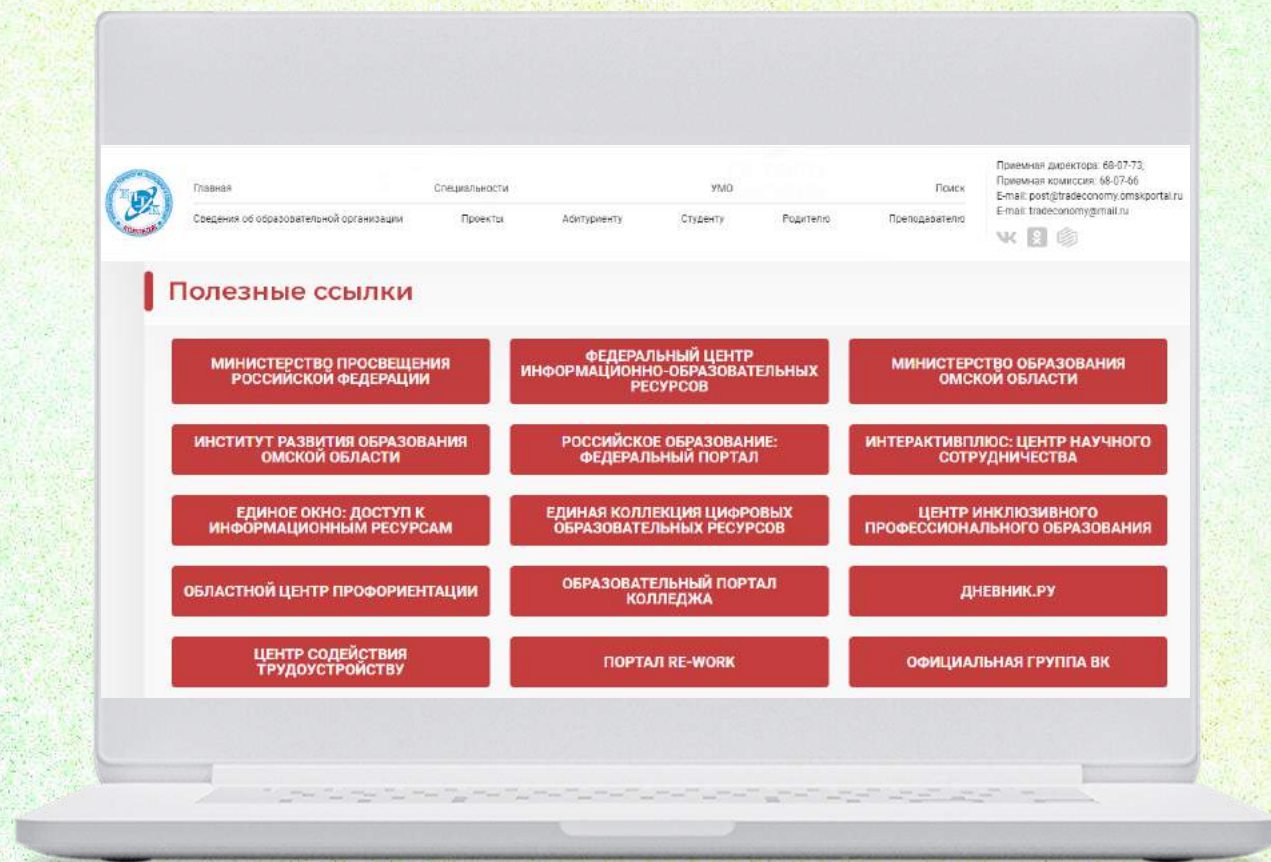 Главная Специальности УМО Поиск
Сведения об образовательной организации Проекты Абитуриенту Студенту Родителю Преподавателю
Приемная директора: 68-07-73,
Приемная комиссия: 68-07-66
E-mail: post@tradeconomy.omskportal.ru
E-mail: tradeconomy@mail.ru
Полезные ссылки
МИНИСТЕРСТВО ПРОСВЕЩЕНИЯ
РОССИЙСКОЙ ФЕДЕРАЦИИ
ФЕДЕРАЛЬНЫЙ ЦЕНТР
ИНФОРМАЦИОННО-ОБРАЗОВАТЕЛЬНЫХ
РЕСУРСОВ
МИНИСТЕРСТВО ОБРАЗОВАНИЯ
ОМСКОЙ ОБЛАСТИ
ИНСТИТУТ РАЗВИТИЯ ОБРАЗОВАНИЯ
ОМСКОЙ ОБЛАСТИ
РОССИЙСКОЕ ОБРАЗОВАНИЕ:
ФЕДЕРАЛЬНЫЙ ПОРТАЛ
ИНТЕРАКТИВПЛЮС: ЦЕНТР НАУЧНОГО
СОТРУДНИЧЕСТВА
ЕДИНОЕ ОКНО: ДОСТУП К
ИНФОРМАЦИОННЫМ РЕСУРСАМ
ЕДИНАЯ КОЛЛЕКЦИЯ ЦИФРОВЫХ
ОБРАЗОВАТЕЛЬНЫХ РЕСУРСОВ
ЦЕНТР ИНКЛЮЗИВНОГО
ПРОФЕССИОНАЛЬНОГО ОБРАЗОВАНИЯ
ОБЛАСТНОЙ ЦЕНТР ПРОФОРИЕНТАЦИИ
ОБРАЗОВАТЕЛЬНЫЙ ПОРТАЛ
КОЛЛЕДЖА
ДНЕВНИК.РУ
ЦЕНТР СОДЕЙСТВИЯ
ТРУДОУСТРОЙСТВУ
ПОРТАЛ RE-WORK
ОФИЦИАЛЬНАЯ ГРУППА ВК